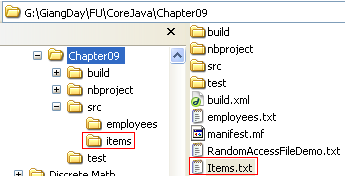 G:\GiangDay\FU\CoreJava\Chapter09
Chapter09
build
nbproject
src
employees
items
test
Discrete Math
build
nbproject
src
test
build.xml
employees.txt
manifest.mf
RandomAccessFileDemo.txt
Items.txt